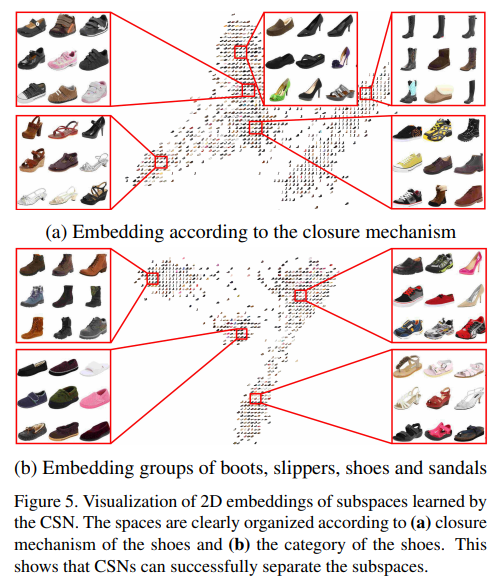 (a) Embedding according to the closure mechanism
(b) Embedding groups of boots, slippers, shoes and sandals
Figure 5. Visualization of 2D embeddings of subspaces learned by
the CSN. The spaces are clearly organized according to (a) closure
mechanism of the shoes and (b) the category of the shoes. This
shows that CSNs can successfully separate the subspaces.